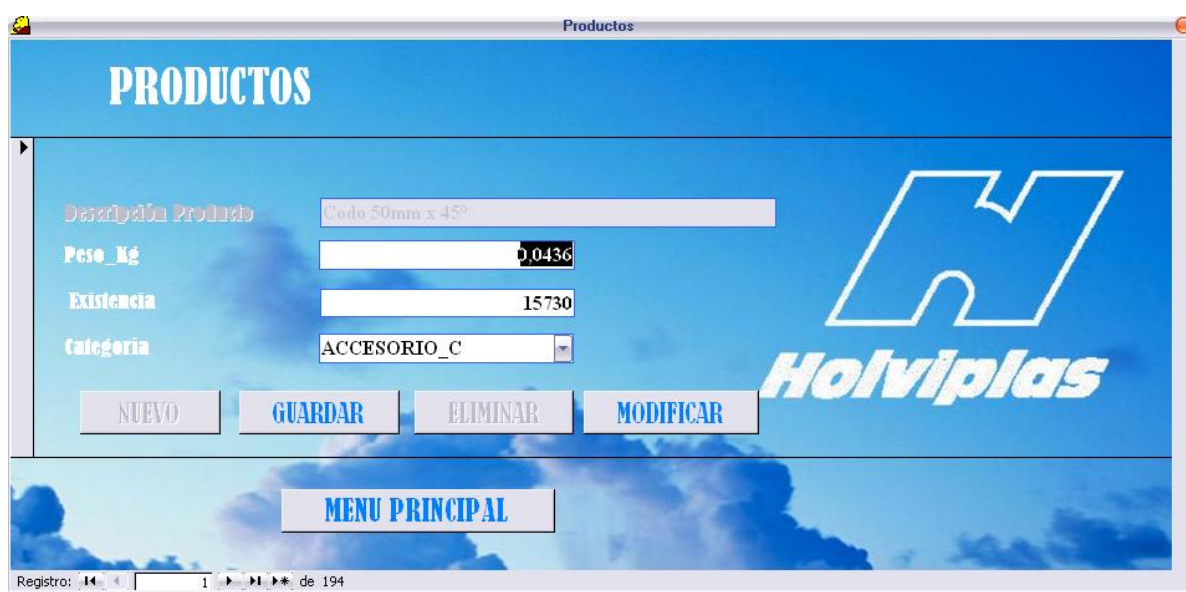 Productos
PRODUCTOS
Descripción Producto Codo 50mm x 45°
Peso_Kg 0,0436
Existencia 15730
Categoría ACCESORIO_C
Holviplas
NUEVO GUARDAR ELIMINAR MODIFICAR
MENU PRINCIPAL
Registro: 1 de 194